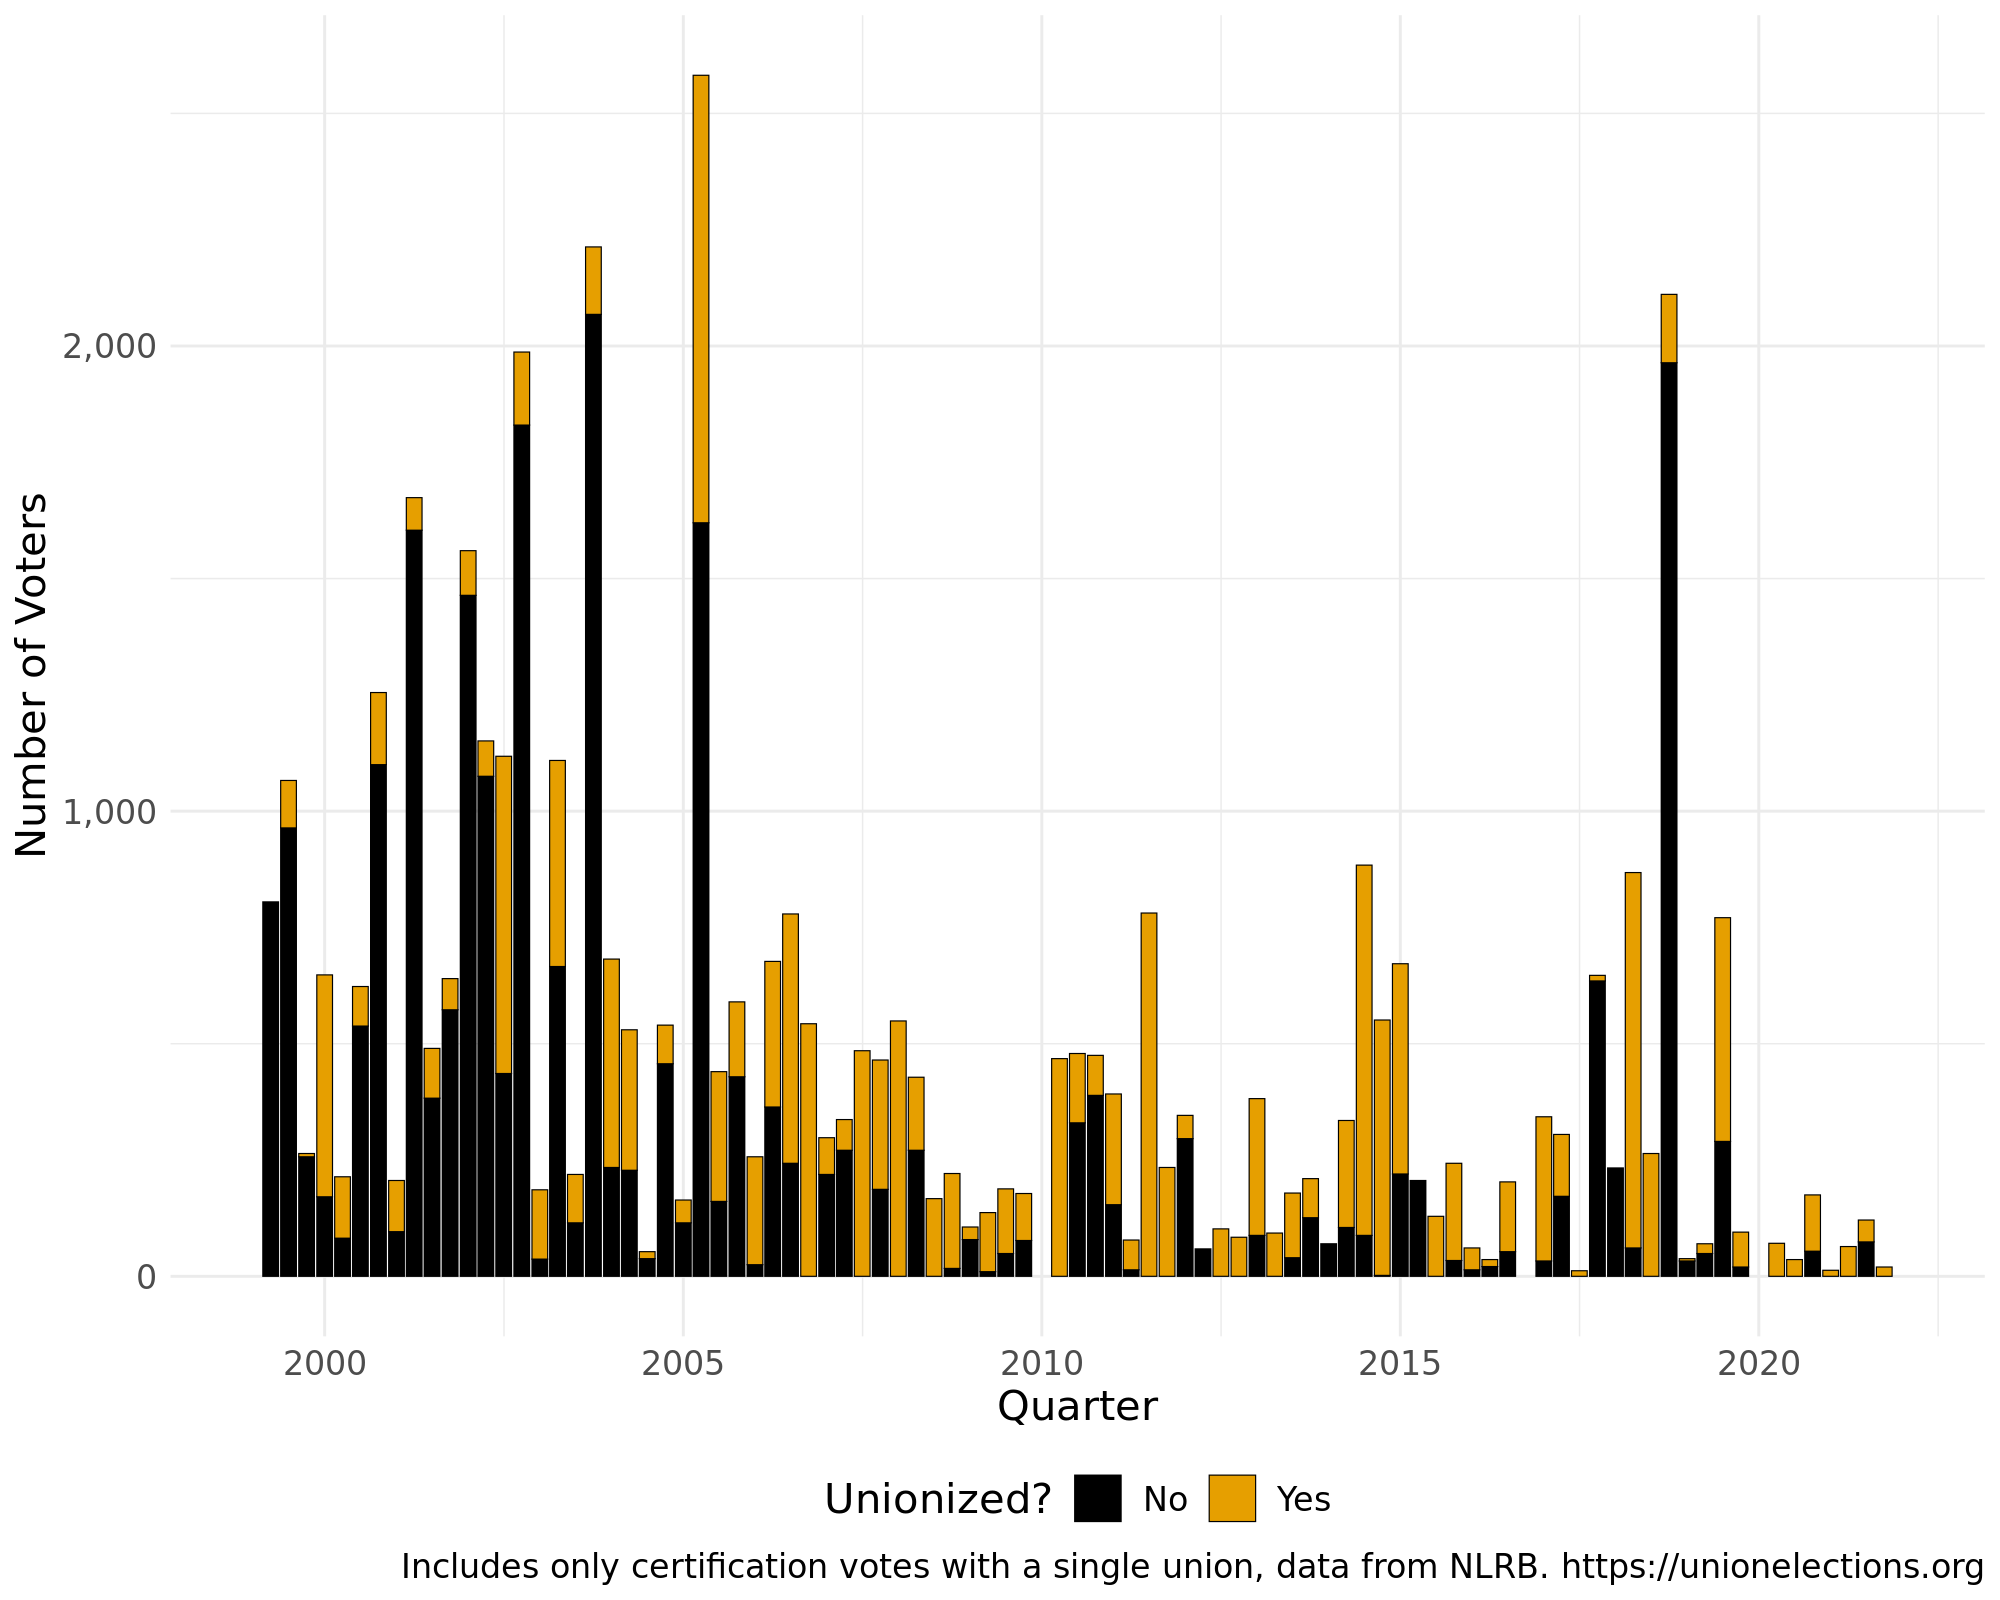 Number of Voters
2,000
1,000
0
2000 2005 2010 2015 2020
Quarter
Unionized? No Yes
Includes only certification votes with a single union, data from NLRB. https://unionelections.org